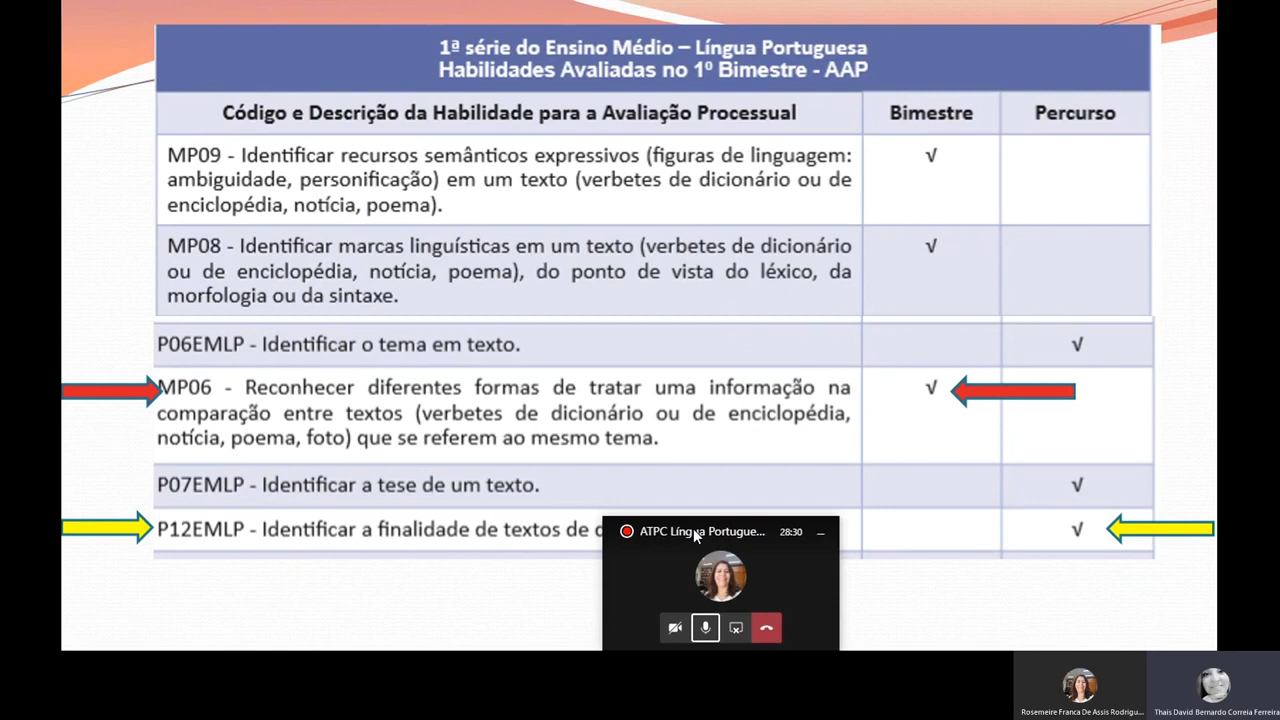 1ª série do Ensino Médio – Língua Portuguesa
Habilidades Avaliadas no 1º Bimestre - AAP
Código e Descrição da Habilidade para a Avaliação Processual
Bimestre
Percurso
MP09 - Identificar recursos semânticos expressivos (figuras de linguagem:
ambiguidade, personificação) em um texto (verbetes de dicionário ou de
enciclopédia, notícia, poema).
√
MP08 - Identificar marcas linguísticas em um texto (verbetes de dicionário
ou de enciclopédia, notícia, poema), do ponto de vista do léxico, da
morfologia ou da sintaxe.
√
P06EMLP - Identificar o tema em texto.
√
MP06 - Reconhecer diferentes formas de tratar uma informação na
comparação entre textos (verbetes de dicionário ou de enciclopédia,
notícia, poema, foto) que se referem ao mesmo tema.
√
P07EMLP - Identificar a tese de um texto.
√
P12EMLP - Identificar a finalidade de textos de
√
ATPC Língua Portugue...
28:30
Rosemeire Franca De Assis Rodrigu...
Thais David Bernardo Correia Ferreira